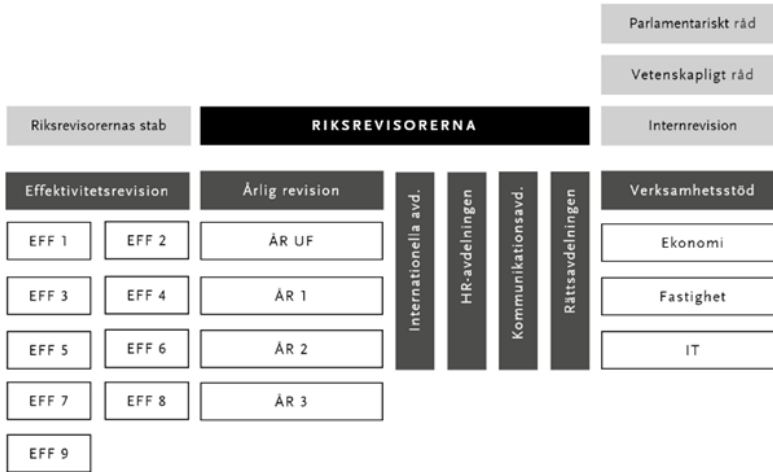 Parlamentariskt råd
Vetenskapligt råd
Riksrevisorernas stab
RIKSREVISORERNA
Internrevision
Effektivitetsrevision
Årlig revision
Internationella avd.
HR-avdelningen
Kommunikationsavd.
Rättsavdelningen
Verksamhetsstöd
EFF 1
EFF 2
ÅR UF
Ekonomi
EFF 3
EFF 4
ÅR 1
Fastighet
EFF 5
EFF 6
ÅR 2
IT
EFF 7
EFF 8
ÅR 3
EFF 9